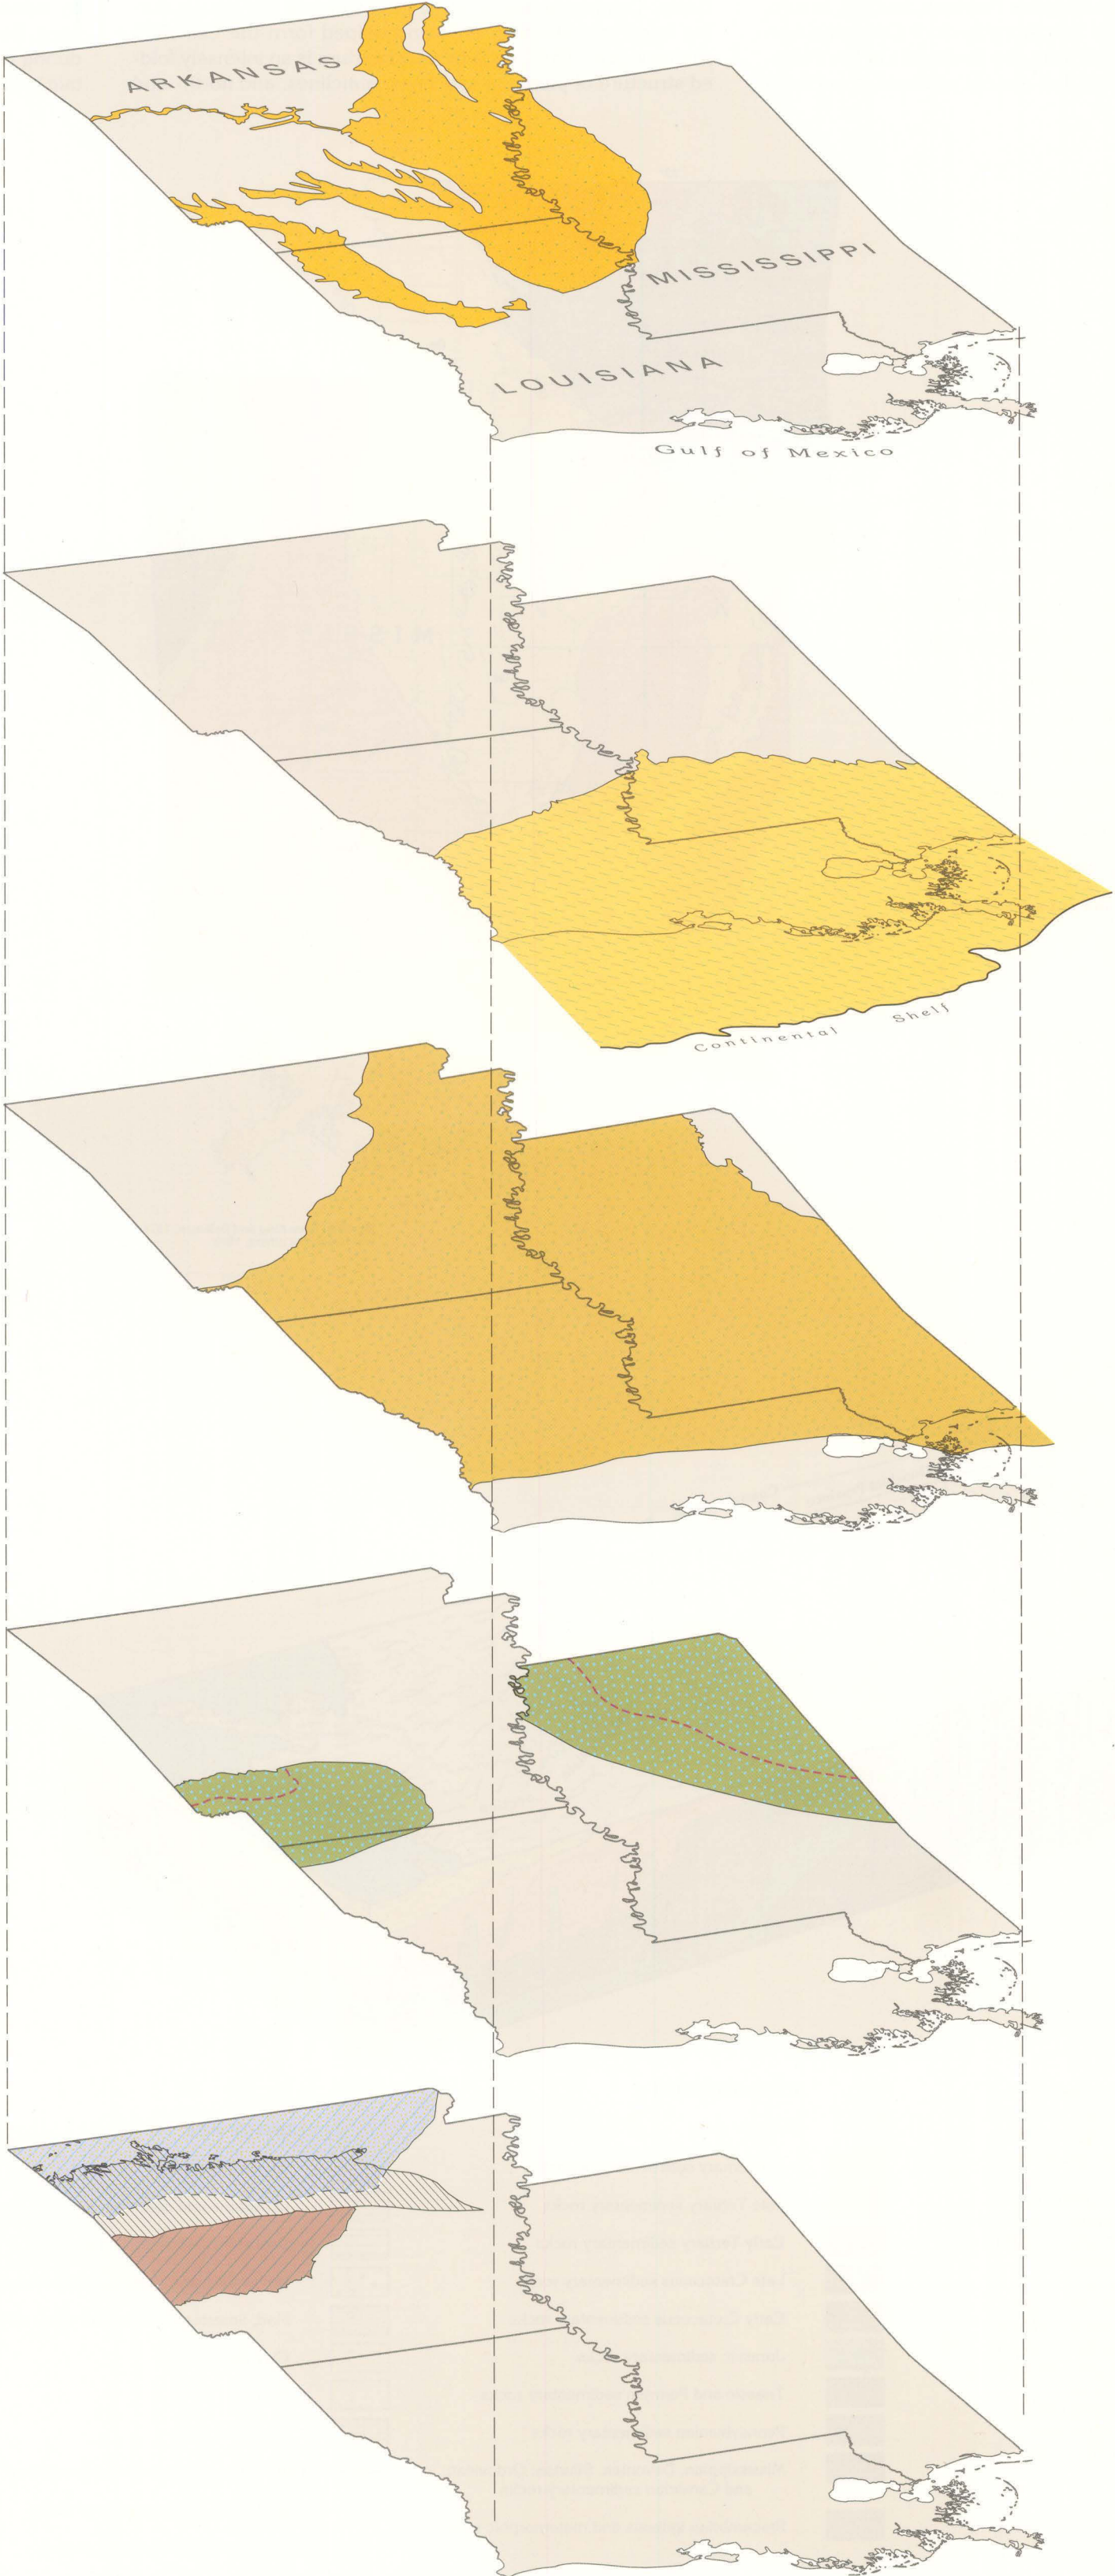 ARKANSAS
MISSISSIPPI
LOUISIANA
Gulf of Mexico
Continental Shelf